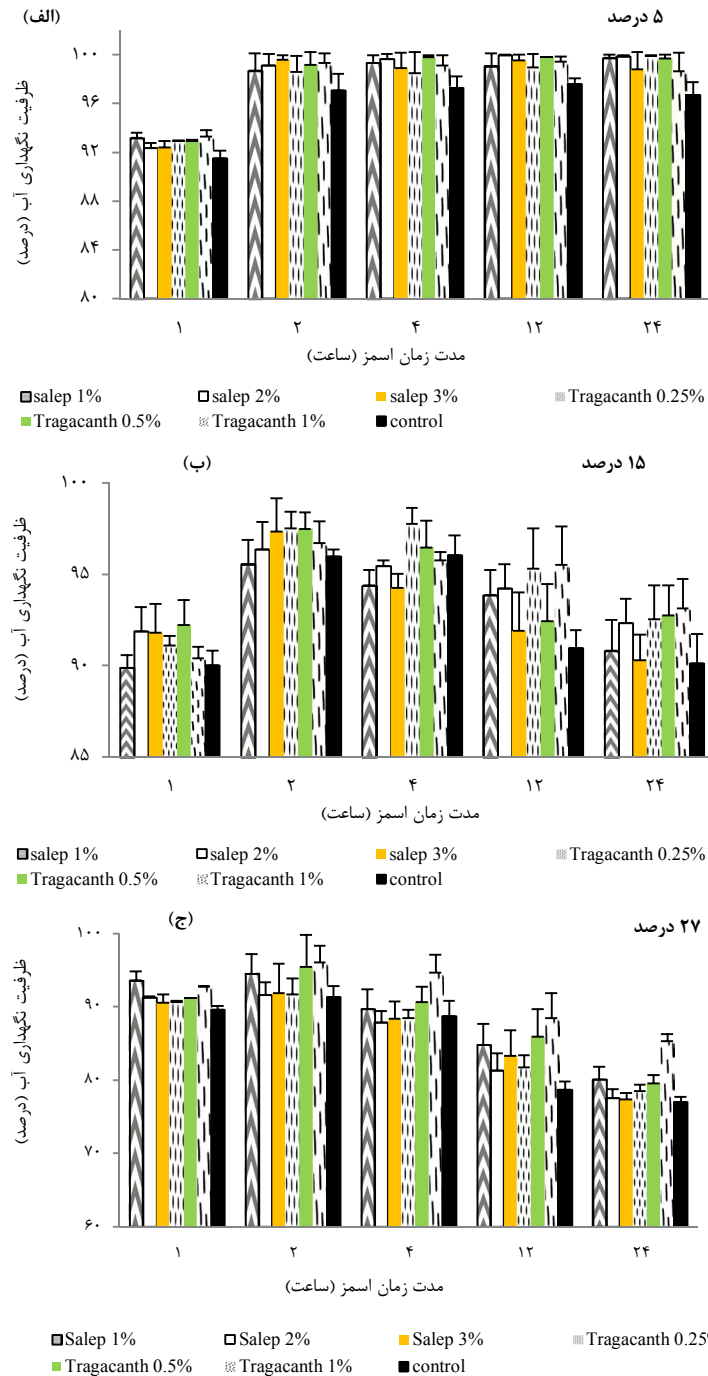 (الف)
۵ درصد
ظرفیت نگهداری آب (درصد)
۱۰۰
۹۶
۹۲
۸۸
۸۴
۸۰
۱ ۲ ۴ ۱۲ ۲۴
مدت زمان اسمز (ساعت)
salep 1% salep 2% salep 3% Tragacanth 0.25%
Tragacanth 0.5% Tragacanth 1% control
(ب)
۱۵ درصد
ظرفیت نگهداری آب (درصد)
۱۰۰
۹۵
۹۰
۸۵
۱ ۲ ۴ ۱۲ ۲۴
مدت زمان اسمز (ساعت)
salep 1% salep 2% salep 3% Tragacanth 0.25%
Tragacanth 0.5% Tragacanth 1% control
(ج)
۲۷ درصد
ظرفیت نگهداری آب (درصد)
۱۰۰
۹۰
۸۰
۷۰
۶۰
۱ ۲ ۴ ۱۲ ۲۴
مدت زمان اسمز (ساعت)
Salep 1% Salep 2% Salep 3% Tragacanth 0.25%
Tragacanth 0.5% Tragacanth 1% control